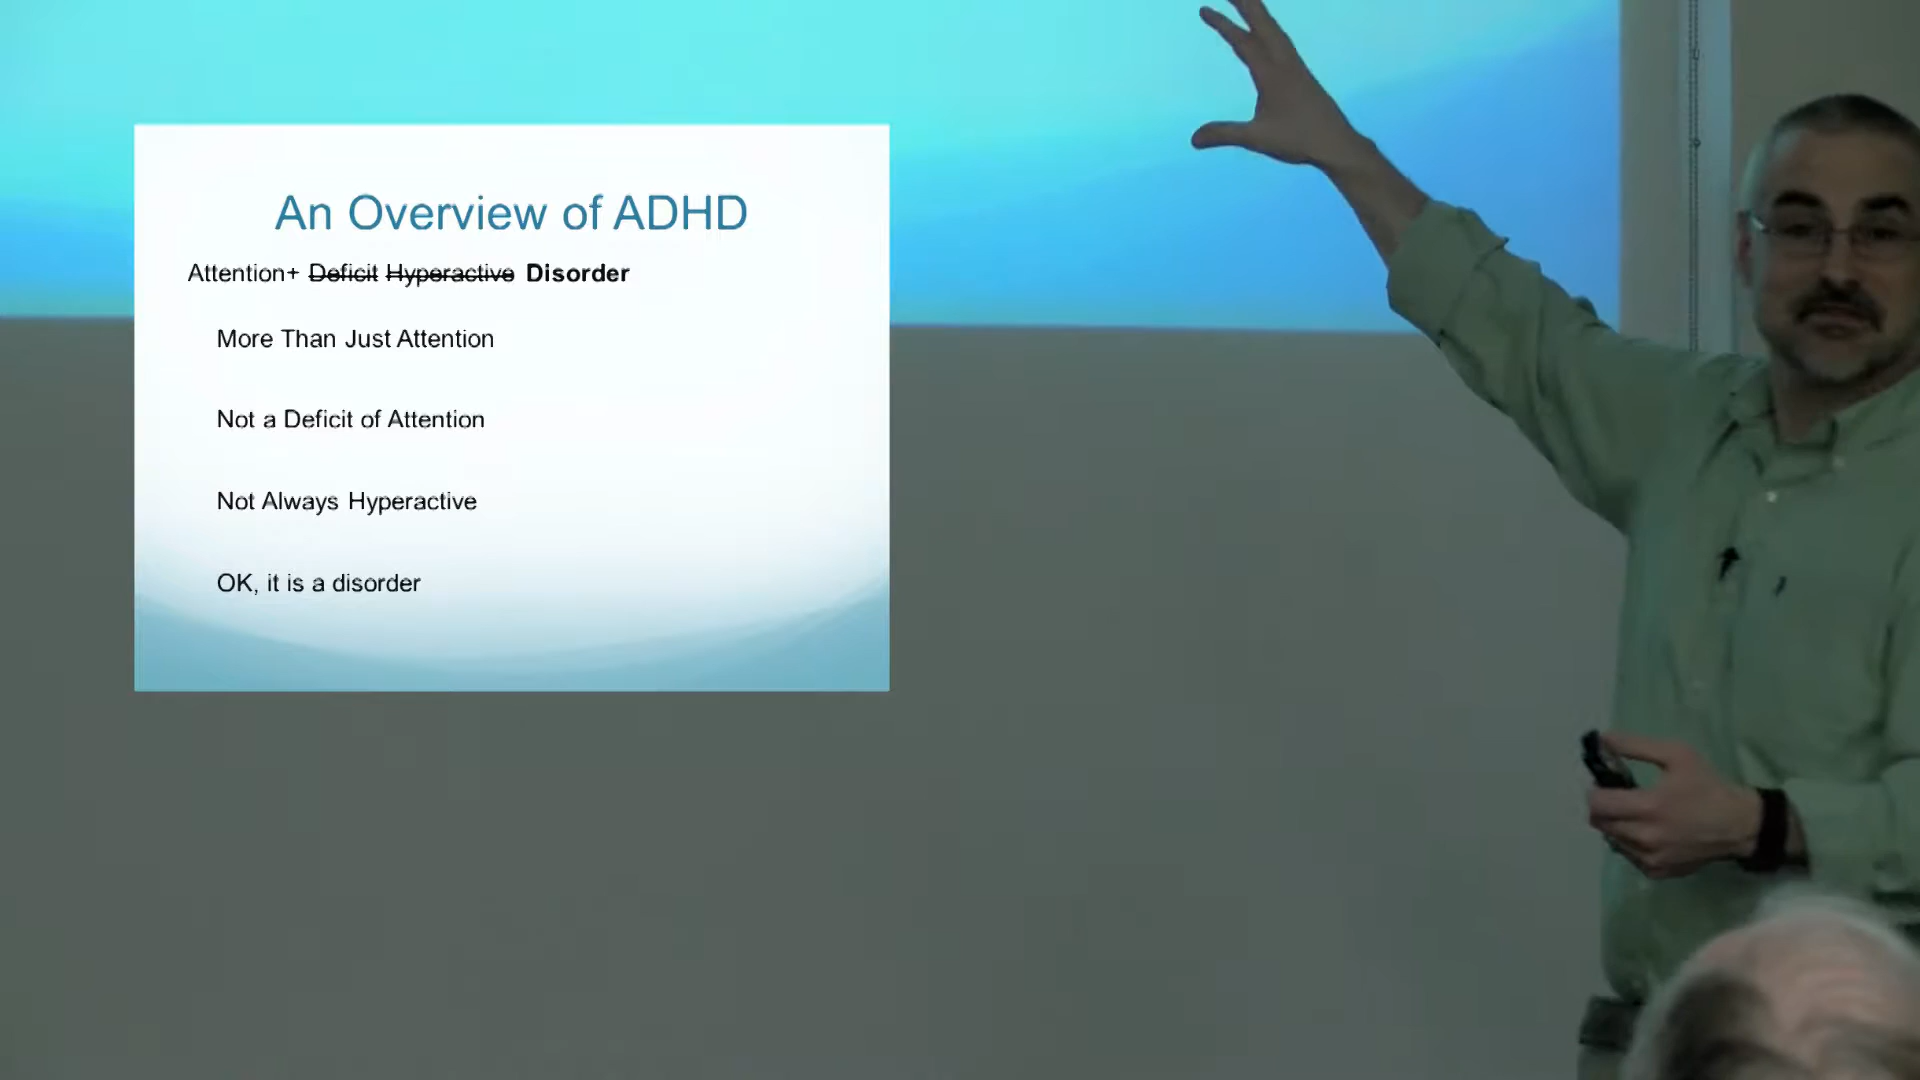 An Overview of ADHD
Attention+ Deficit Hyperactive Disorder
More Than Just Attention
Not a Deficit of Attention
Not Always Hyperactive
OK, it is a disorder